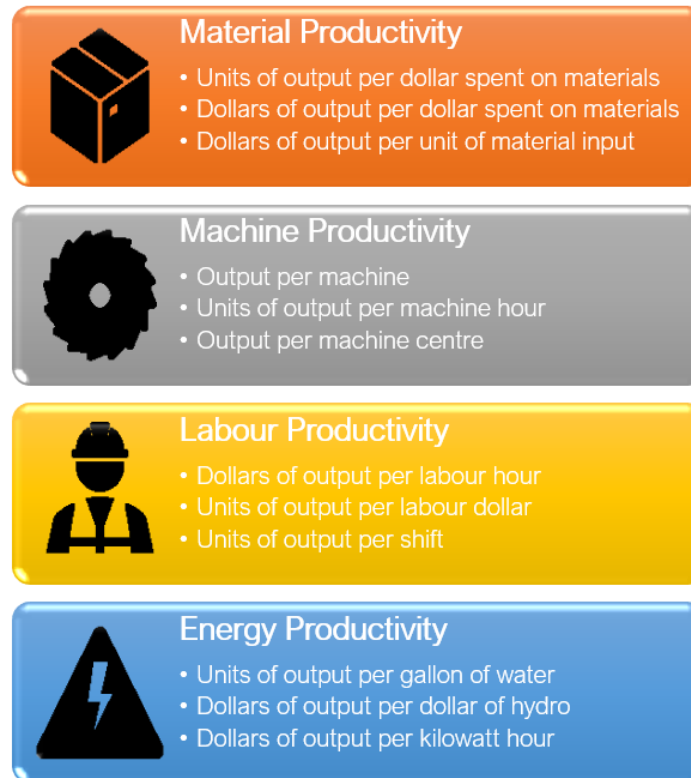 Material Productivity
• Units of output per dollar spent on materials
• Dollars of output per dollar spent on materials
• Dollars of output per unit of material input
Machine Productivity
• Output per machine
• Units of output per machine hour
• Output per machine centre
Labour Productivity
• Dollars of output per labour hour
• Units of output per labour dollar
• Units of output per shift
Energy Productivity
• Units of output per gallon of water
• Dollars of output per dollar of hydro
• Dollars of output per kilowatt hour